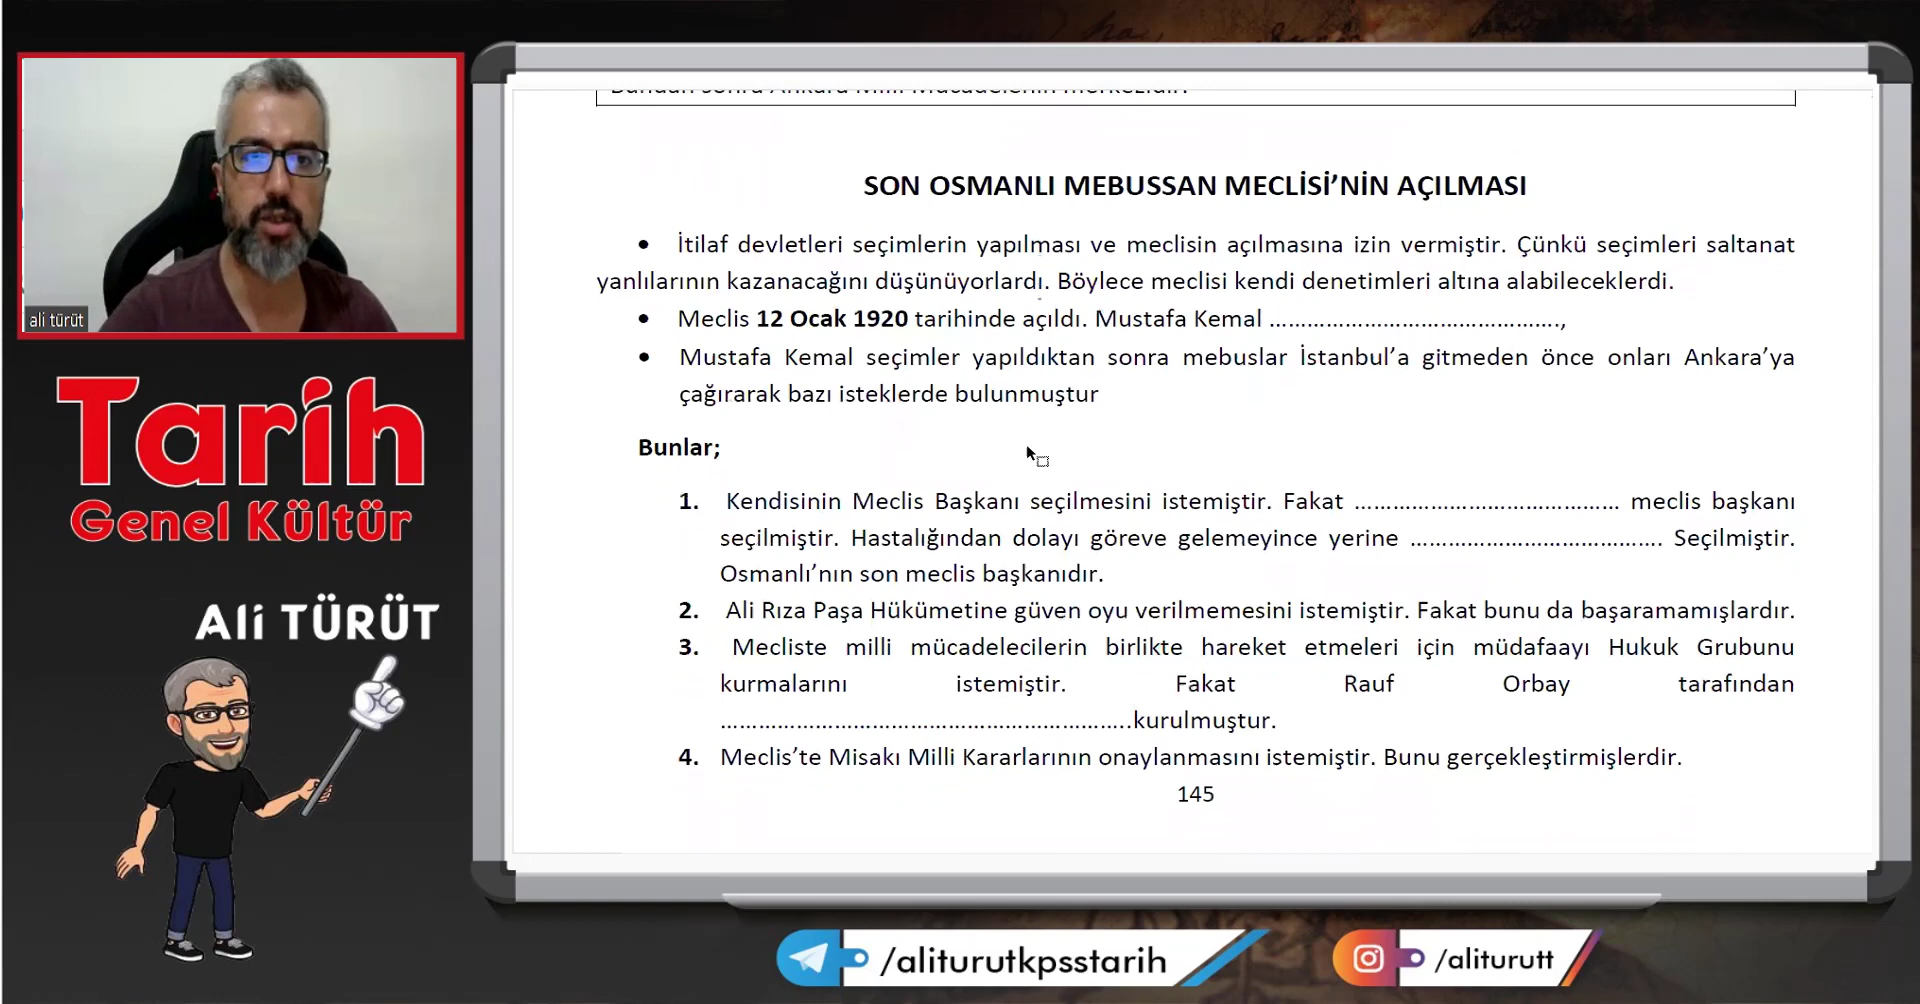 Bundan sonra Ankara Milli Mücadelenin merkezidir.
SON OSMANLI MEBUSSAN MECLİSİ’NİN AÇILMASI
• İtilaf devletleri seçimlerin yapılması ve meclisin açılmasına izin vermiştir. Çünkü seçimleri saltanat
yanlılarının kazanacağını düşünüyorlardı. Böylece meclisi kendi denetimleri altına alabileceklerdi.
• Meclis 12 Ocak 1920 tarihinde açıldı. Mustafa Kemal ……………………………………….,
• Mustafa Kemal seçimler yapıldıktan sonra mebuslar İstanbul’a gitmeden önce onları Ankara’ya
çağırarak bazı isteklerde bulunmuştur
Bunlar;
1. Kendisinin Meclis Başkanı seçilmesini istemiştir. Fakat …………………………………… meclis başkanı
seçilmiştir. Hastalığından dolayı göreve gelemeyince yerine …………………………………. Seçilmiştir.
Osmanlı’nın son meclis başkanıdır.
2. Ali Rıza Paşa Hükümetine güven oyu verilmemesini istemiştir. Fakat bunu da başaramamışlardır.
3. Mecliste milli mücadelecilerin birlikte hareket etmeleri için müdafaayı Hukuk Grubunu
kurmalarını istemiştir. Fakat Rauf Orbay tarafından
………………………………………………………..kurulmuştur.
4. Meclis’te Misakı Milli Kararlarının onaylanmasını istemiştir. Bunu gerçekleştirmişlerdir.
145
ali türüt
Tarih
Genel Kültür
Ali TÜRÜT
/aliturutkpsstarih
/aliturutt